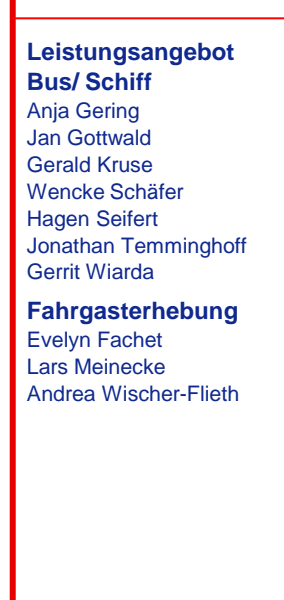 Leistungsangebot
Bus/ Schiff
Anja Gering
Jan Gottwald
Gerald Kruse
Wencke Schäfer
Hagen Seifert
Jonathan Temminghoff
Gerrit Wiarda
Fahrgasterhebung
Evelyn Fachet
Lars Meinecke
Andrea Wischer-Flieth